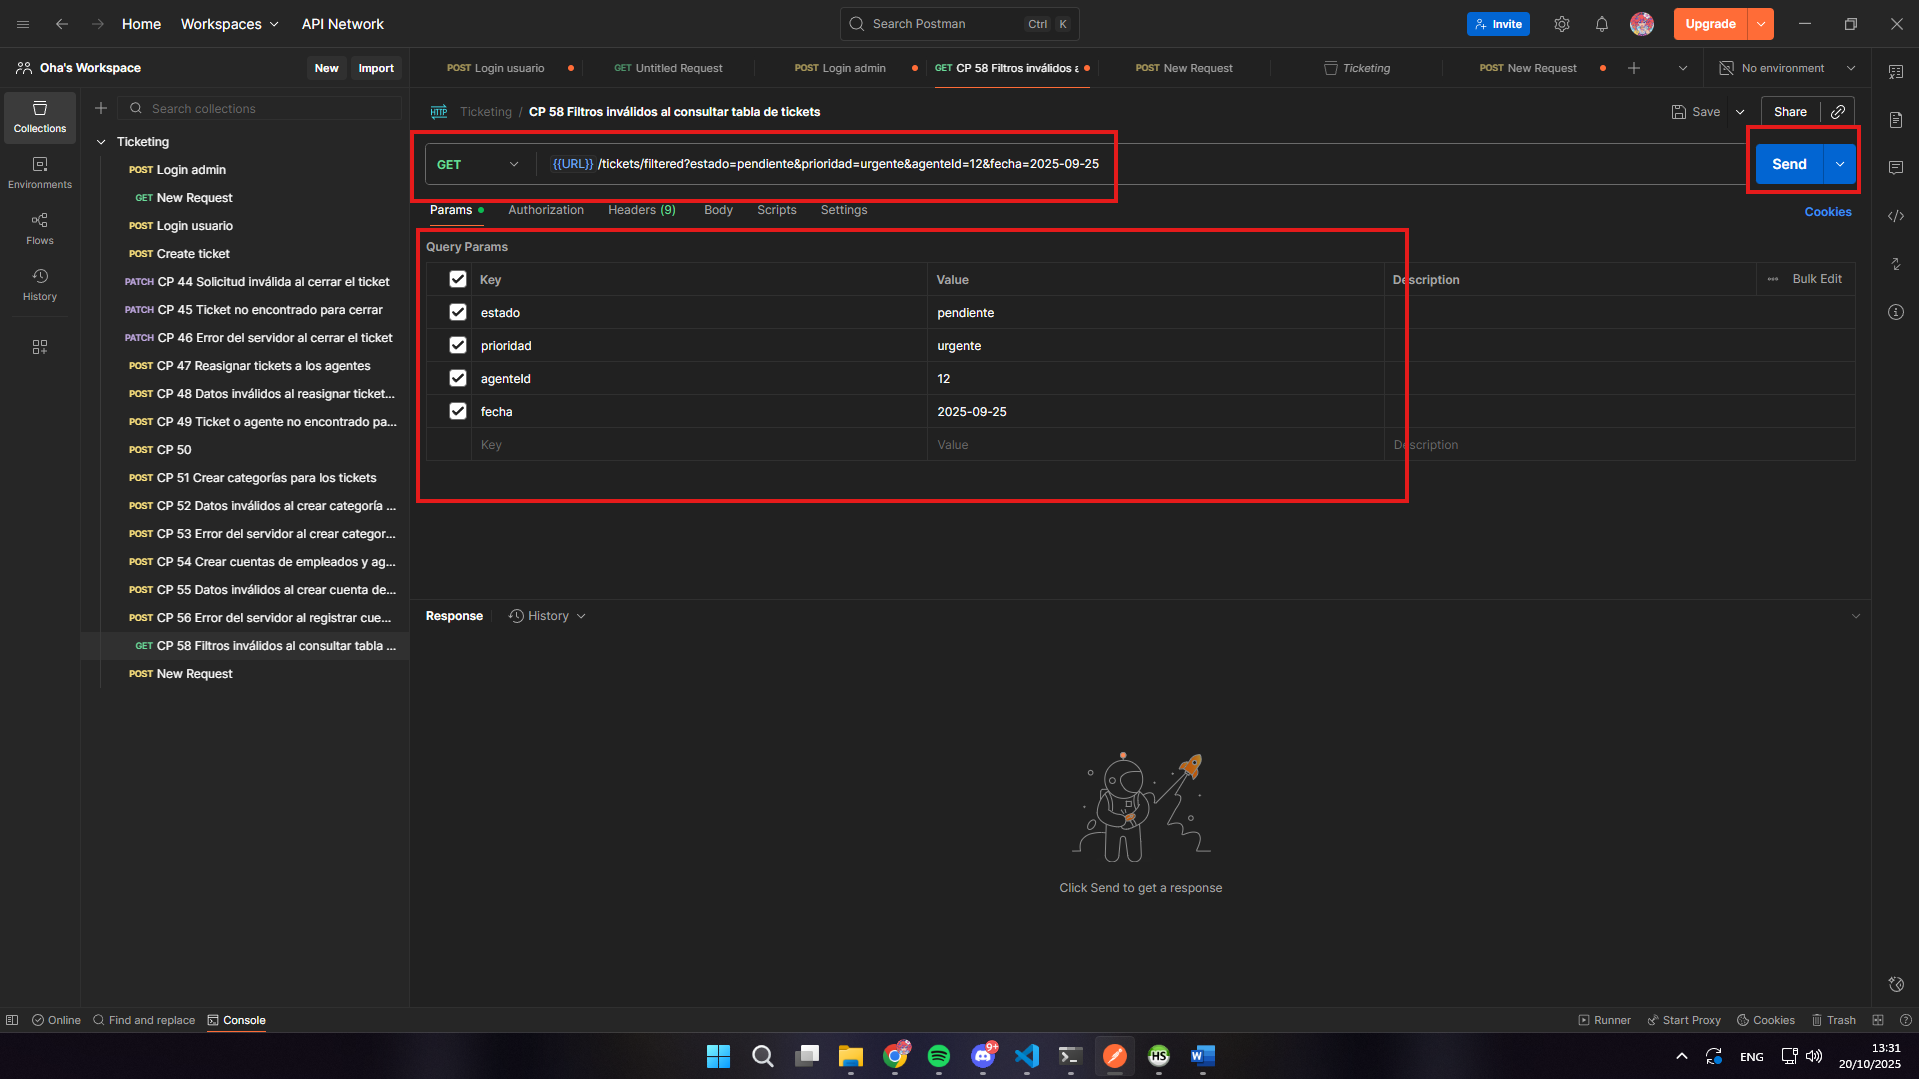 Home
Workspaces
API Network
Search Postman
Ctrl
K
Invite
Upgrade
Oha's Workspace
New
Import
POST Login usuario
GET Untitled Request
POST Login admin
GET CP 58 Filtros inválidos a
POST New Request
Ticketing
POST New Request
No environment
Collections
Environments
Flows
History
Search collections
Ticketing
POST Login admin
GET New Request
POST Login usuario
POST Create ticket
PATCH CP 44 Solicitud inválida al cerrar el ticket
PATCH CP 45 Ticket no encontrado para cerrar
PATCH CP 46 Error del servidor al cerrar el ticket
POST CP 47 Reasignar tickets a los agentes
POST CP 48 Datos inválidos al reasignar ticket...
POST CP 49 Ticket o agente no encontrado pa...
POST CP 50
POST CP 51 Crear categorías para los tickets
POST CP 52 Datos inválidos al crear categoría ...
POST CP 53 Error del servidor al crear categor...
POST CP 54 Crear cuentas de empleados y ag...
POST CP 55 Datos inválidos al crear cuenta de...
POST CP 56 Error del servidor al registrar cue...
GET CP 58 Filtros inválidos al consultar tabla ...
POST New Request
HTTP
Ticketing / CP 58 Filtros inválidos al consultar tabla de tickets
Save
Share
GET
{{URL}} /tickets/filtered?estado=pendiente&prioridad=urgente&agenteId=12&fecha=2025-09-25
Send
Params
Authorization
Headers (9)
Body
Scripts
Settings
Cookies
Query Params
Key
Value
Description
Bulk Edit
estado
pendiente
prioridad
urgente
agenteId
12
fecha
2025-09-25
Key
Value
Description
Response
History
Click Send to get a response
Online
Find and replace
Console
Runner
Start Proxy
Cookies
Trash
9+
HS
W
ENG
13:31
20/10/2025